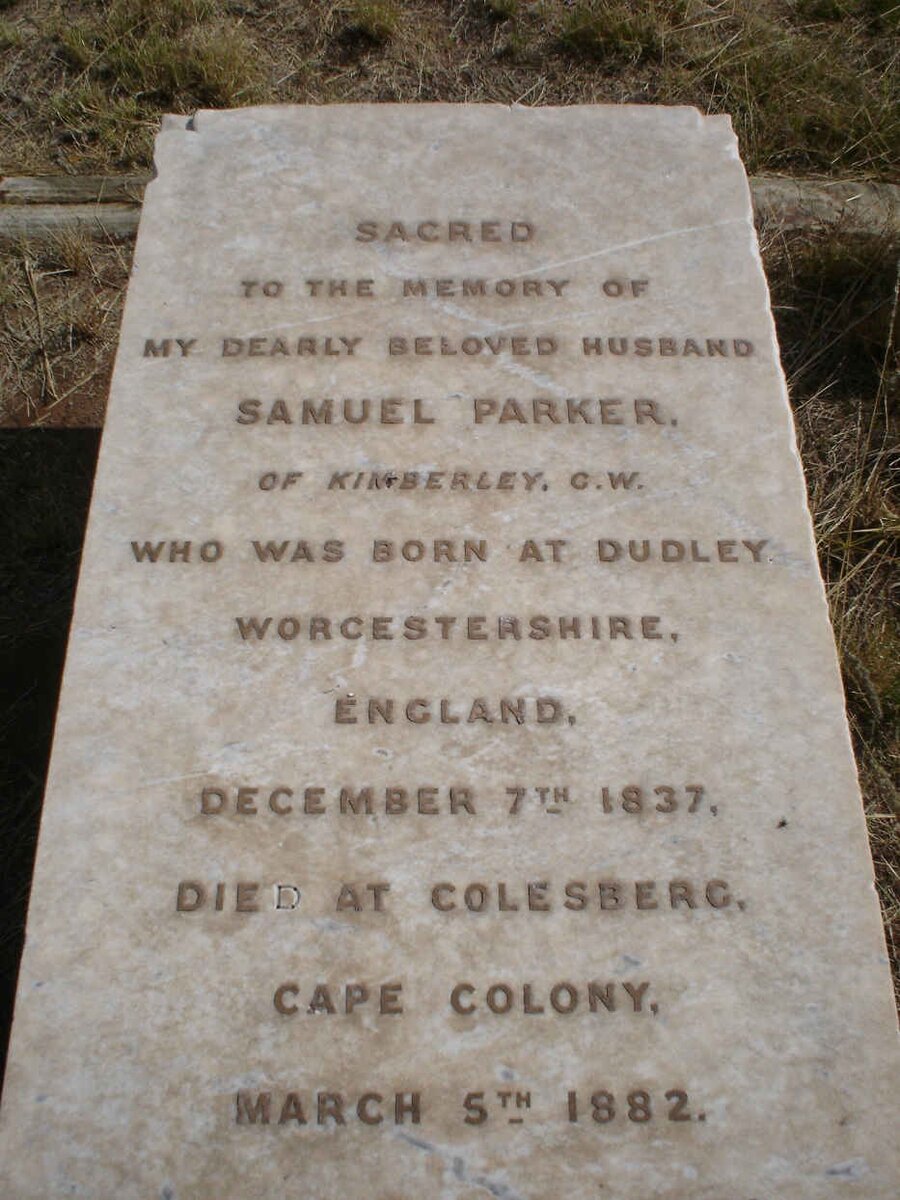 SACRED
TO THE MEMORY OF
MY DEARLY BELOVED HUSBAND
SAMUEL PARKER,
OF KIMBERLEY, G.W.
WHO WAS BORN AT DUDLEY
WORCESTERSHIRE,
ENGLAND,
DECEMBER 7TH 1837,
DIED AT COLESBERG,
CAPE COLONY,
MARCH 5TH 1882.